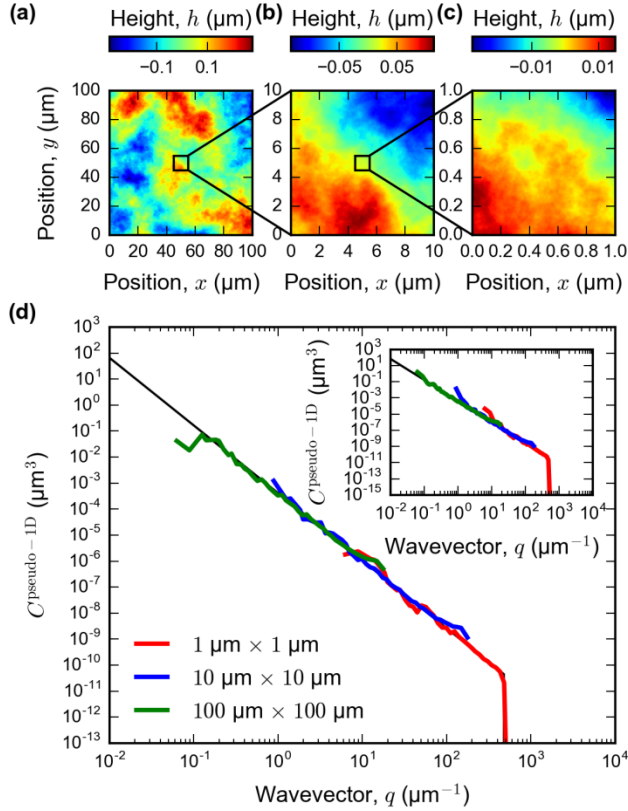 (a) Height, h (µm) (b) Height, h (µm) (c) Height, h (µm)
−0.1 0.1 −0.05 0.05 −0.01 0.01
100 10 1.0
80 8 0.8
60 6 0.6
40 4 0.4
20 2 0.2
0 0 0.0
Position, y (µm)
0 20 40 60 80 100 0 2 4 6 8 10 0.0 0.2 0.4 0.6 0.8 1.0
Position, x (µm) Position, x (µm) Position, x (µm)
(d)
10³
10²
10¹
10⁰
10⁻¹
10⁻²
10⁻³
10⁻⁴
10⁻⁵
10⁻⁶
10⁻⁷
10⁻⁸
10⁻⁹
10⁻¹⁰
10⁻¹¹
10⁻¹²
10⁻¹³
C^pseudo−1D (µm³)
10¹
10⁻¹
10⁻³
10⁻⁵
10⁻⁷
10⁻⁹
10⁻¹¹
10⁻¹³
10⁻¹⁵
C^pseudo−1D (µm³)
10⁻² 10⁻¹ 10⁰ 10¹ 10² 10³ 10⁴
Wavevector, q (µm⁻¹)
1 µm × 1 µm
10 µm × 10 µm
100 µm × 100 µm
10⁻² 10⁻¹ 10⁰ 10¹ 10² 10³ 10⁴
Wavevector, q (µm⁻¹)